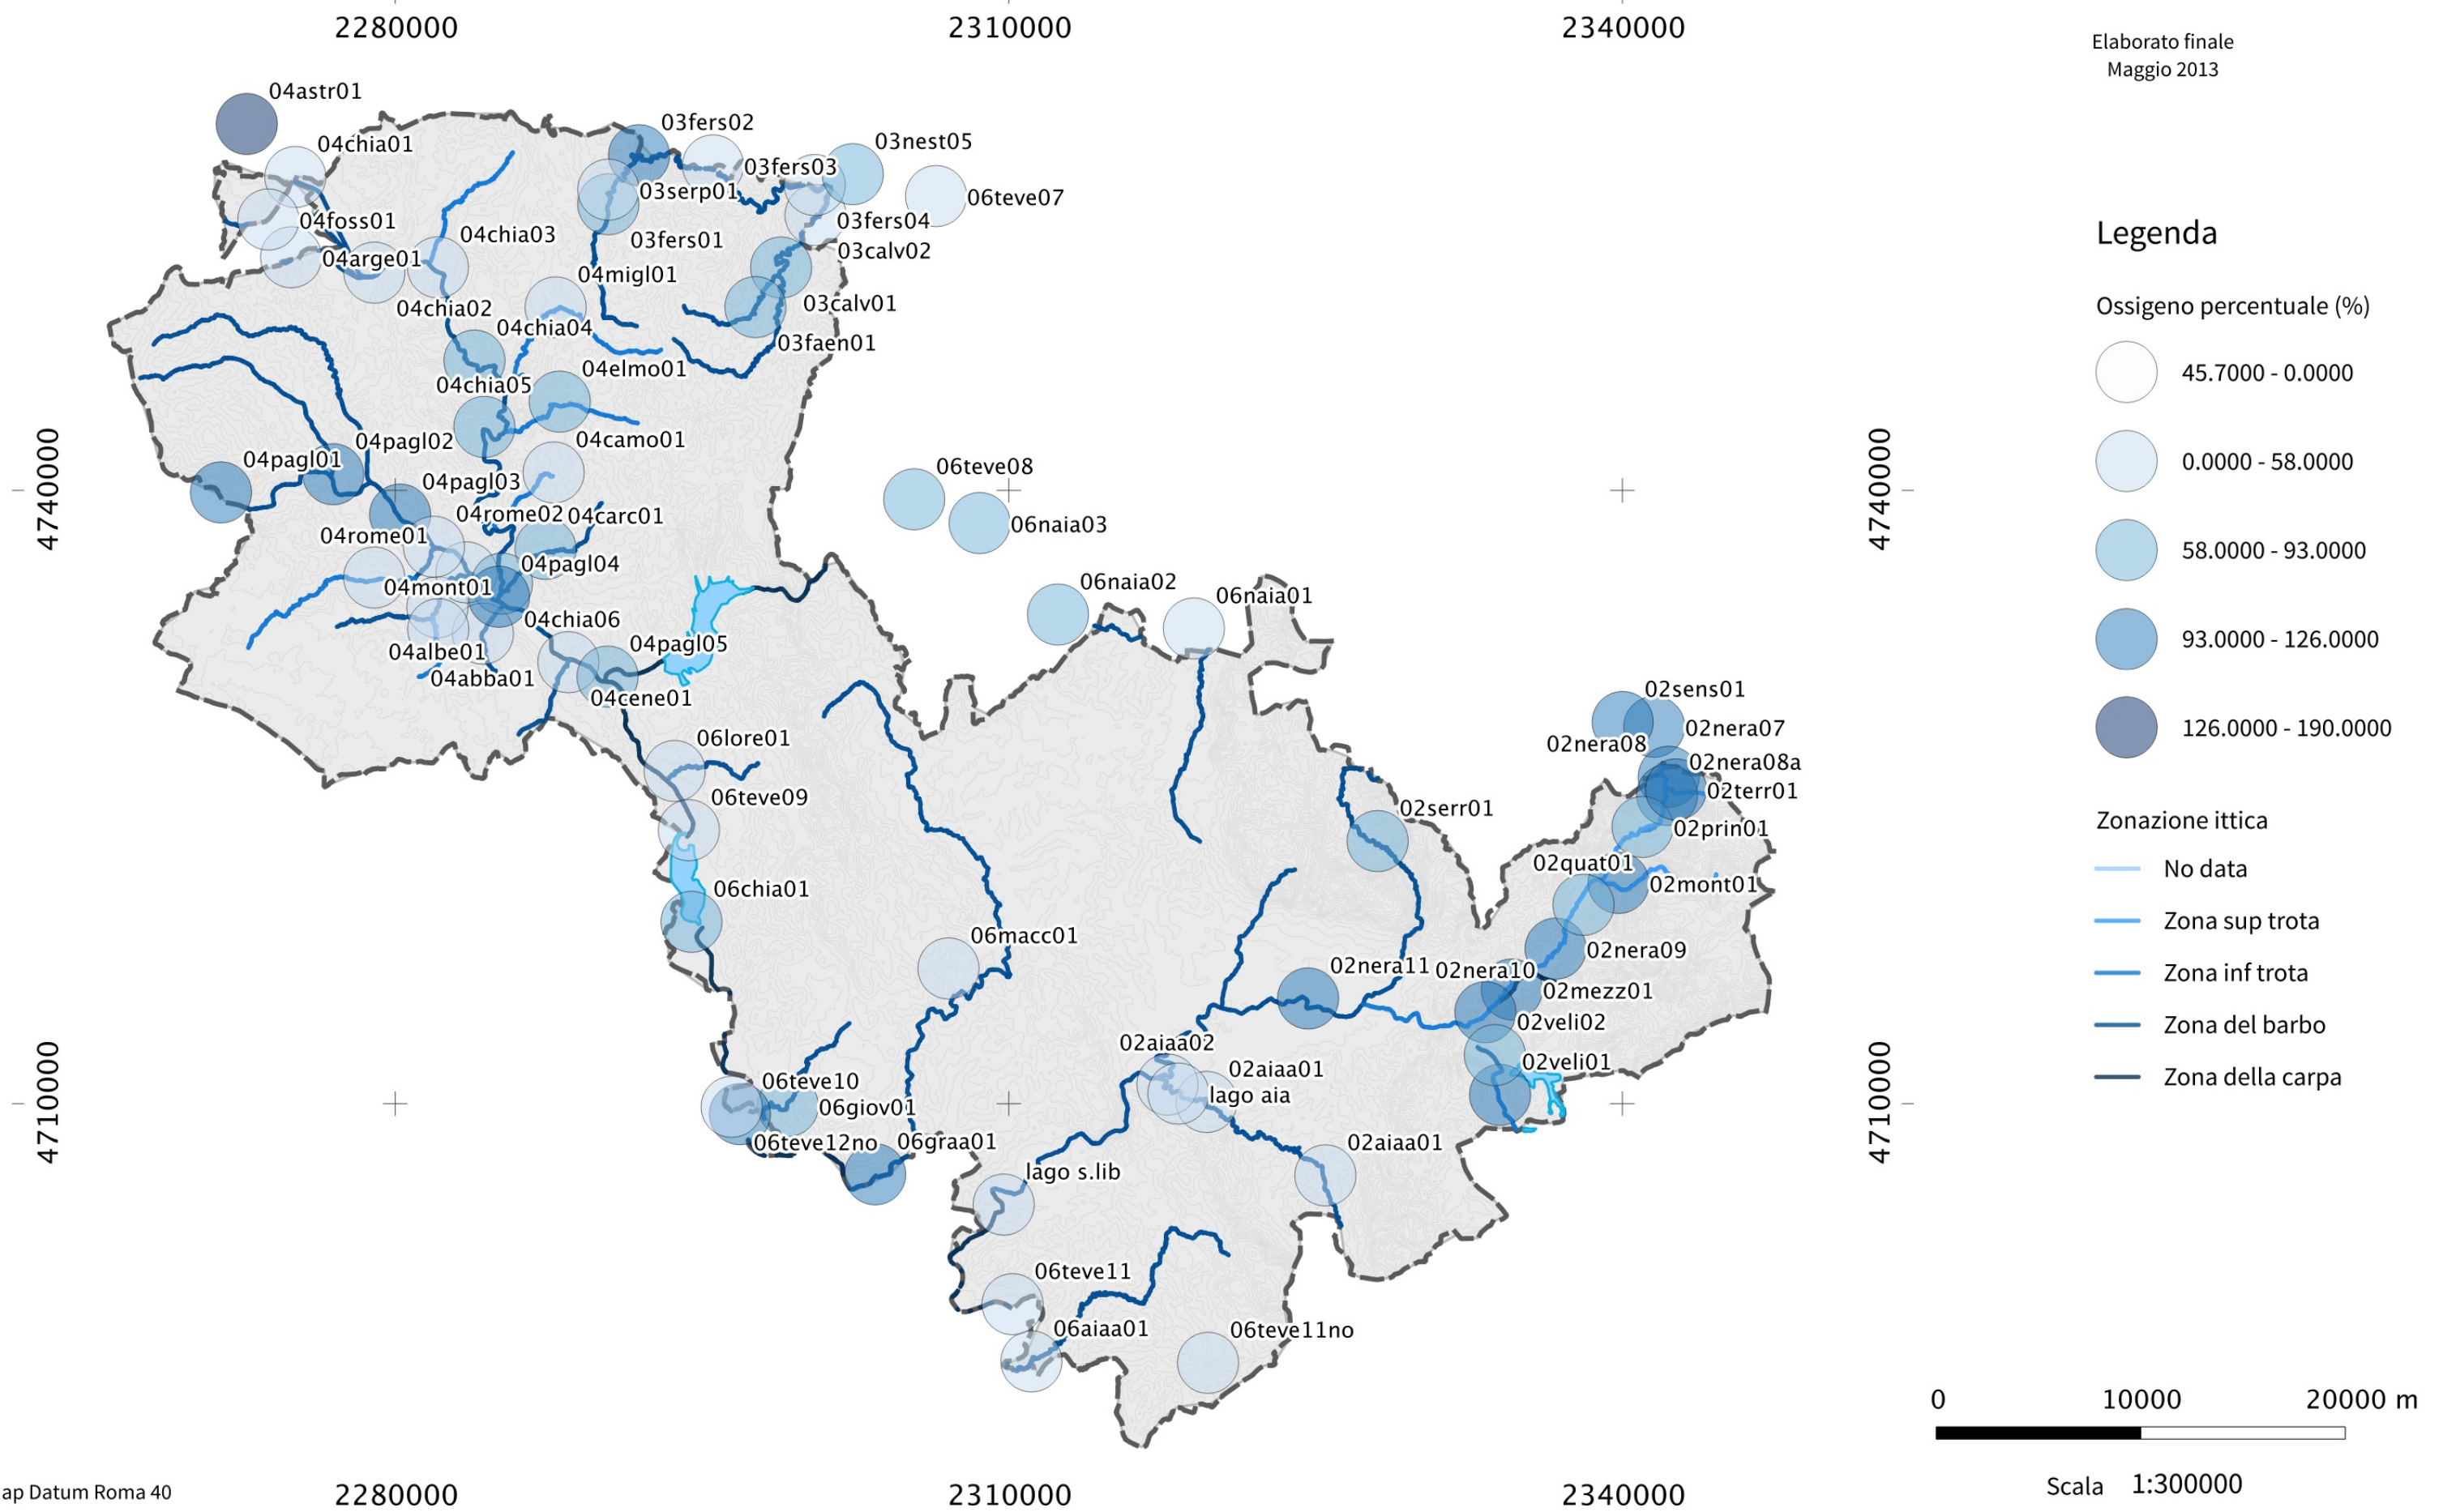 2280000
2310000
2340000
Elaborato finale
Maggio 2013
04astr01
03fers02
03nest05
04chia01
03fers03
03serp01
06teve07
04foss01
03fers04
04chia03
03fers01
03calv02
04arge01
04migl01
03calv01
04chia02
04chia04
03faen01
04elmo01
04chia05
04camo01
04pagl02
04pagl01
04pagl03
06teve08
04rome02
04carc01
06naia03
04rome01
04pagl04
04mont01
06naia02
06naia01
04chia06
04pagl05
04albe01
04abba01
04cene01
02sens01
02nera07
02nera08
06lore01
02nera08a
02terr01
06teve09
02serr01
02prin01
02quat01
02mont01
06chia01
06macc01
02nera09
02nera11
02nera10
02mezz01
02veli02
02aiaa02
02veli01
02aiaa01
06teve10
lago aia
06giov01
06teve12no
06graa01
02aiaa01
lago s.lib
06teve11
06aiaa01
06teve11no
4740000
4710000
4740000
4710000
Legenda
Ossigeno percentuale (%)
45.7000 - 0.0000
0.0000 - 58.0000
58.0000 - 93.0000
93.0000 - 126.0000
126.0000 - 190.0000
Zonazione ittica
No data
Zona sup trota
Zona inf trota
Zona del barbo
Zona della carpa
0 10000 20000 m
Scala 1:300000
ap Datum Roma 40
2280000
2310000
2340000